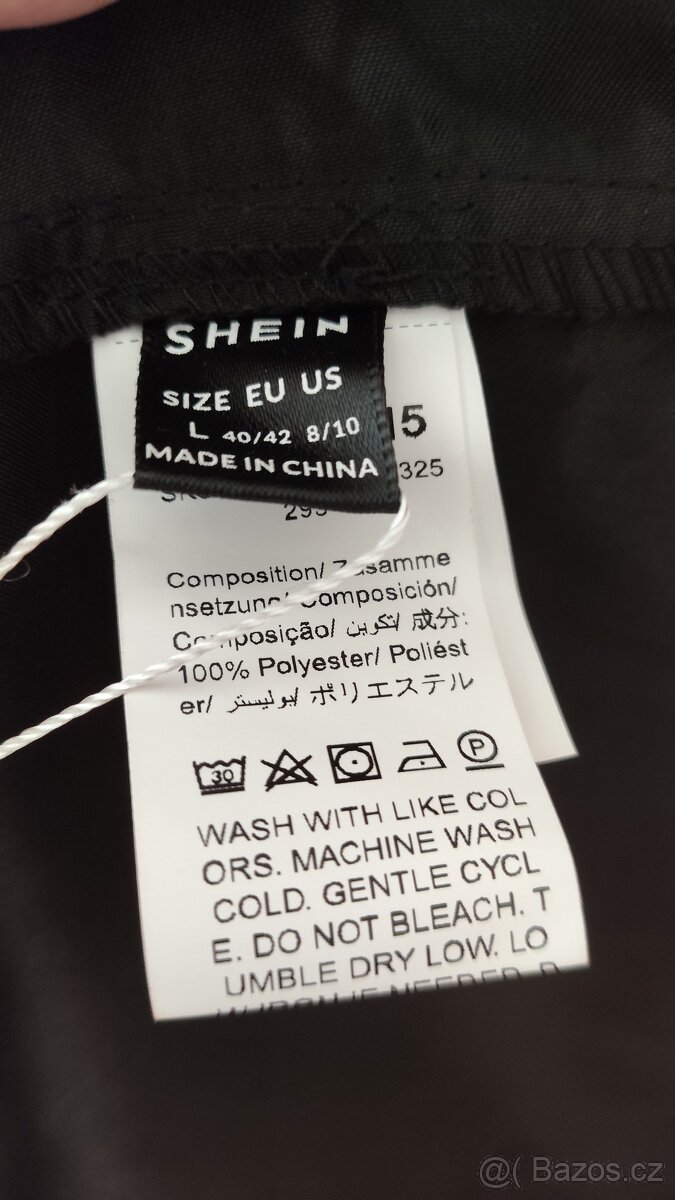 SHEIN
SIZE EU US
L 40/42 8/10
MADE IN CHINA
15
325
Composition/ Zusamme
nsetzung/ Composición/
Composição/ تكوين/ 成分:
100% Polyester/ Poliést
er/ بوليستر/ ポリエステル
30
P
WASH WITH LIKE COL
ORS. MACHINE WASH
COLD. GENTLE CYCL
E. DO NOT BLEACH. T
UMBLE DRY LOW. LO
IF NEEDED.
@( Bazos.cz